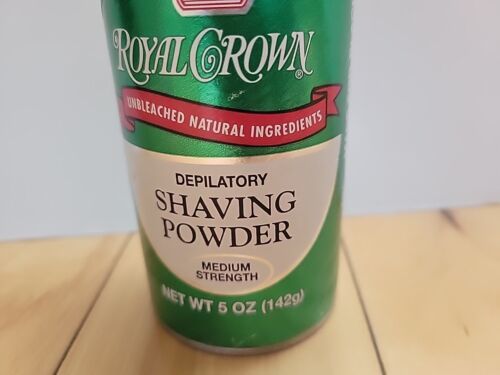 ROYAL CROWN®
UNBLEACHED NATURAL INGREDIENTS
DEPILATORY
SHAVING
POWDER
MEDIUM
STRENGTH
NET WT 5 OZ (142g)